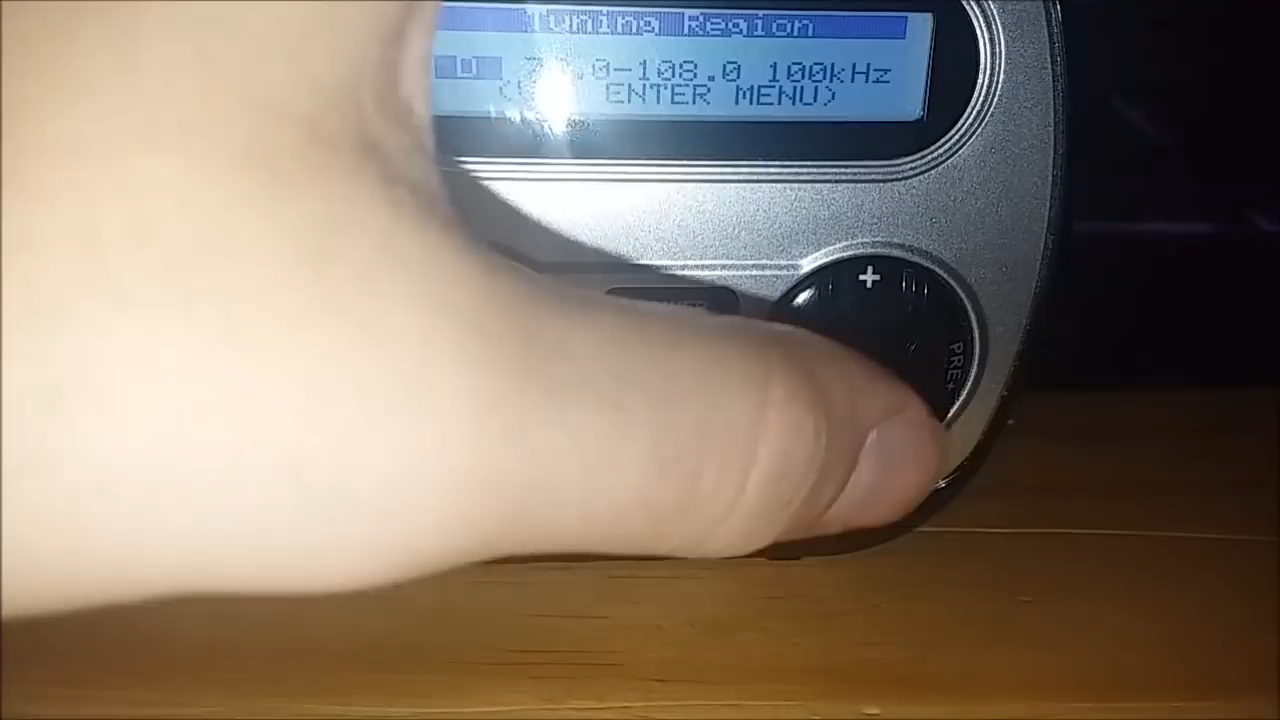 Tuning Region
U .0-108.0 100kHz
ENTER MENU)
+
PRE+